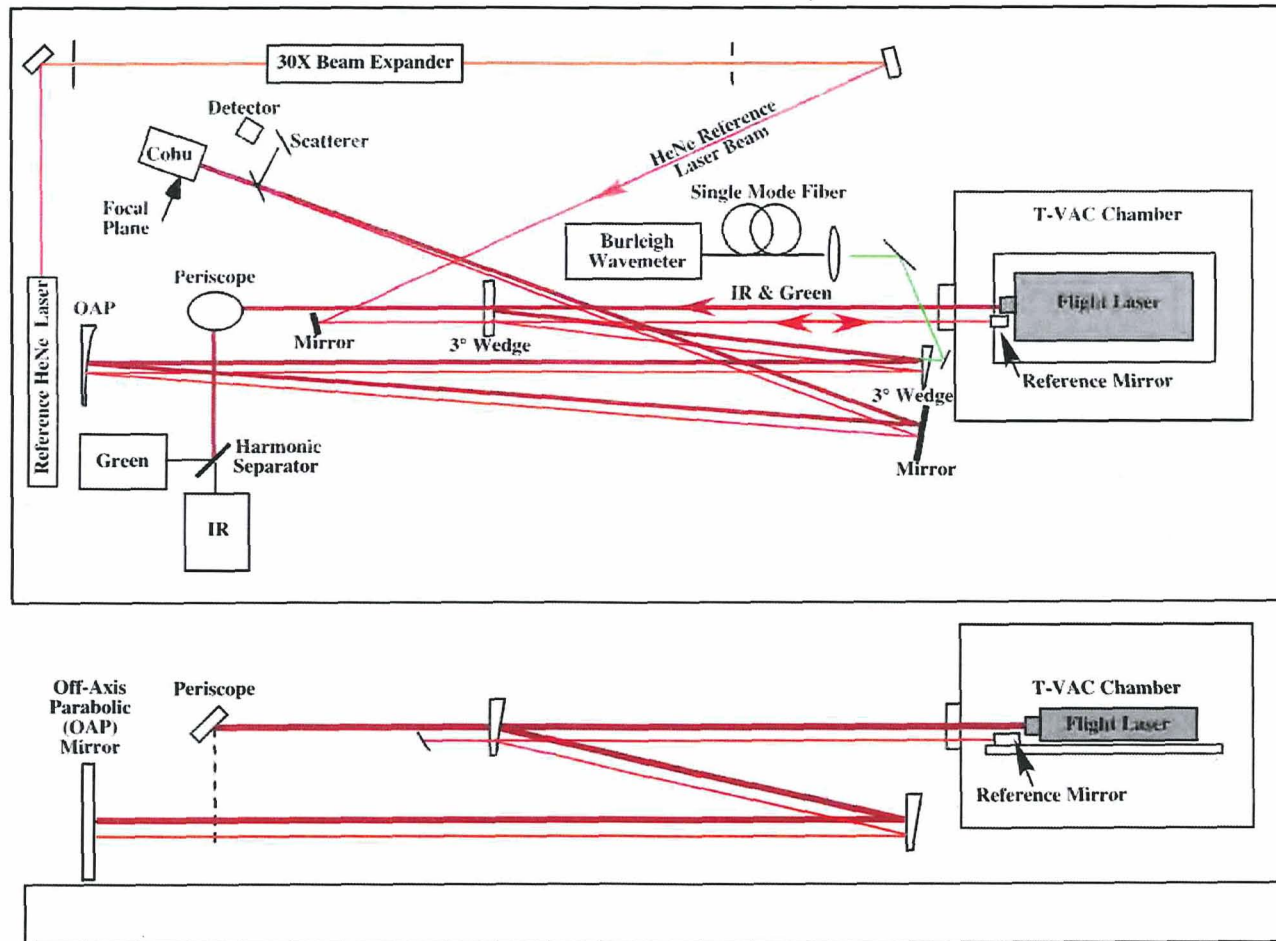 30X Beam Expander
Detector
Scatterer
Cohu
Focal
Plane
HeNe Reference
Laser Beam
Single Mode Fiber
Burleigh
Wavemeter
T-VAC Chamber
Flight Laser
Reference Mirror
Periscope
OAP
IR & Green
Mirror
3° Wedge
3° Wedge
Mirror
Reference HeNe Laser
Green
Harmonic
Separator
IR
Off-Axis
Parabolic
(OAP)
Mirror
Periscope
T-VAC Chamber
Flight Laser
Reference Mirror